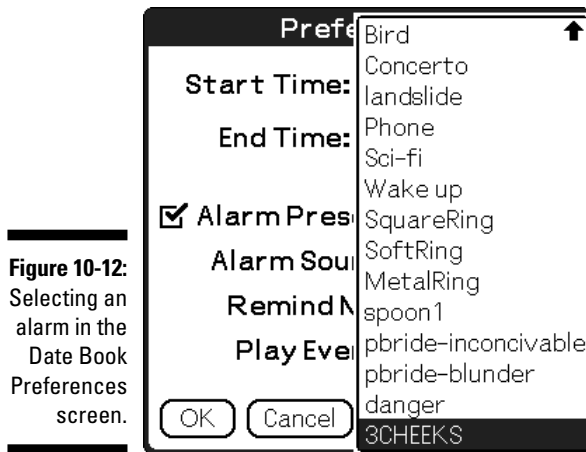 Figure 10-12:
Selecting an
alarm in the
Date Book
Preferences
screen.
Prefe
Start Time:
End Time:
Alarm Pres
Alarm Sou
Remind
Play Eve
OK Cancel
Bird
Concerto
landslide
Phone
Sci-fi
Wake up
SquareRing
SoftRing
MetalRing
spoon1
pbride-inconcivable
pbride-blunder
danger
3CHEEKS